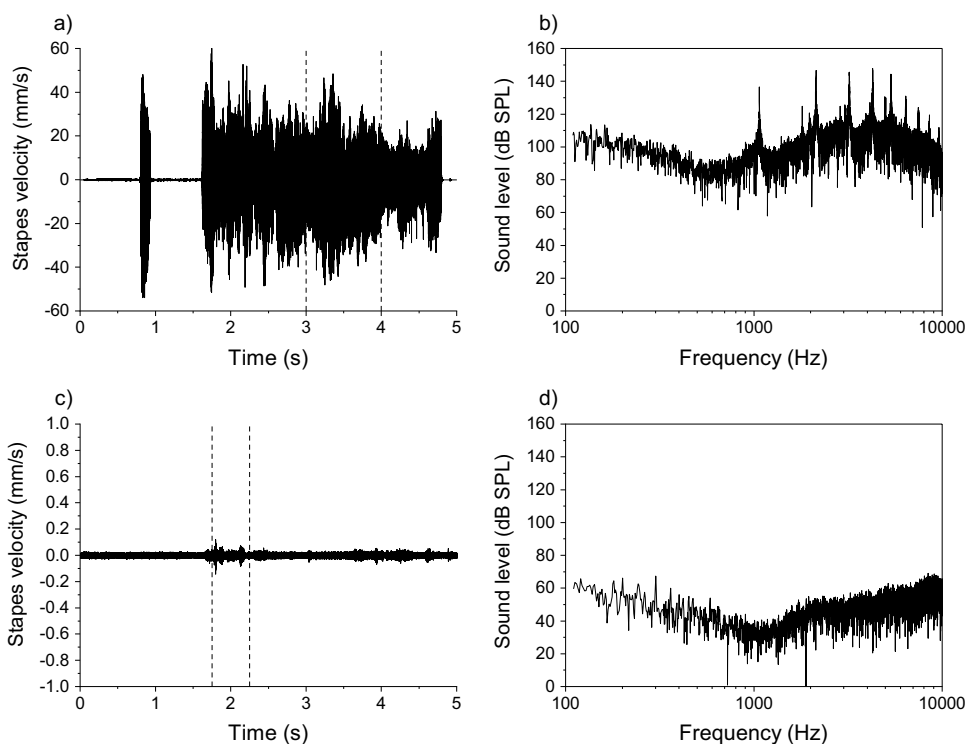 a)
60
40
20
0
-20
-40
-60
Stapes velocity (mm/s)
0 1 2 3 4 5
Time (s)
b)
160
140
120
100
80
60
40
20
0
Sound level (dB SPL)
100 1000 10000
Frequency (Hz)
c)
1.0
0.8
0.6
0.4
0.2
0.0
-0.2
-0.4
-0.6
-0.8
-1.0
Stapes velocity (mm/s)
0 1 2 3 4 5
Time (s)
d)
160
140
120
100
80
60
40
20
0
Sound level (dB SPL)
100 1000 10000
Frequency (Hz)